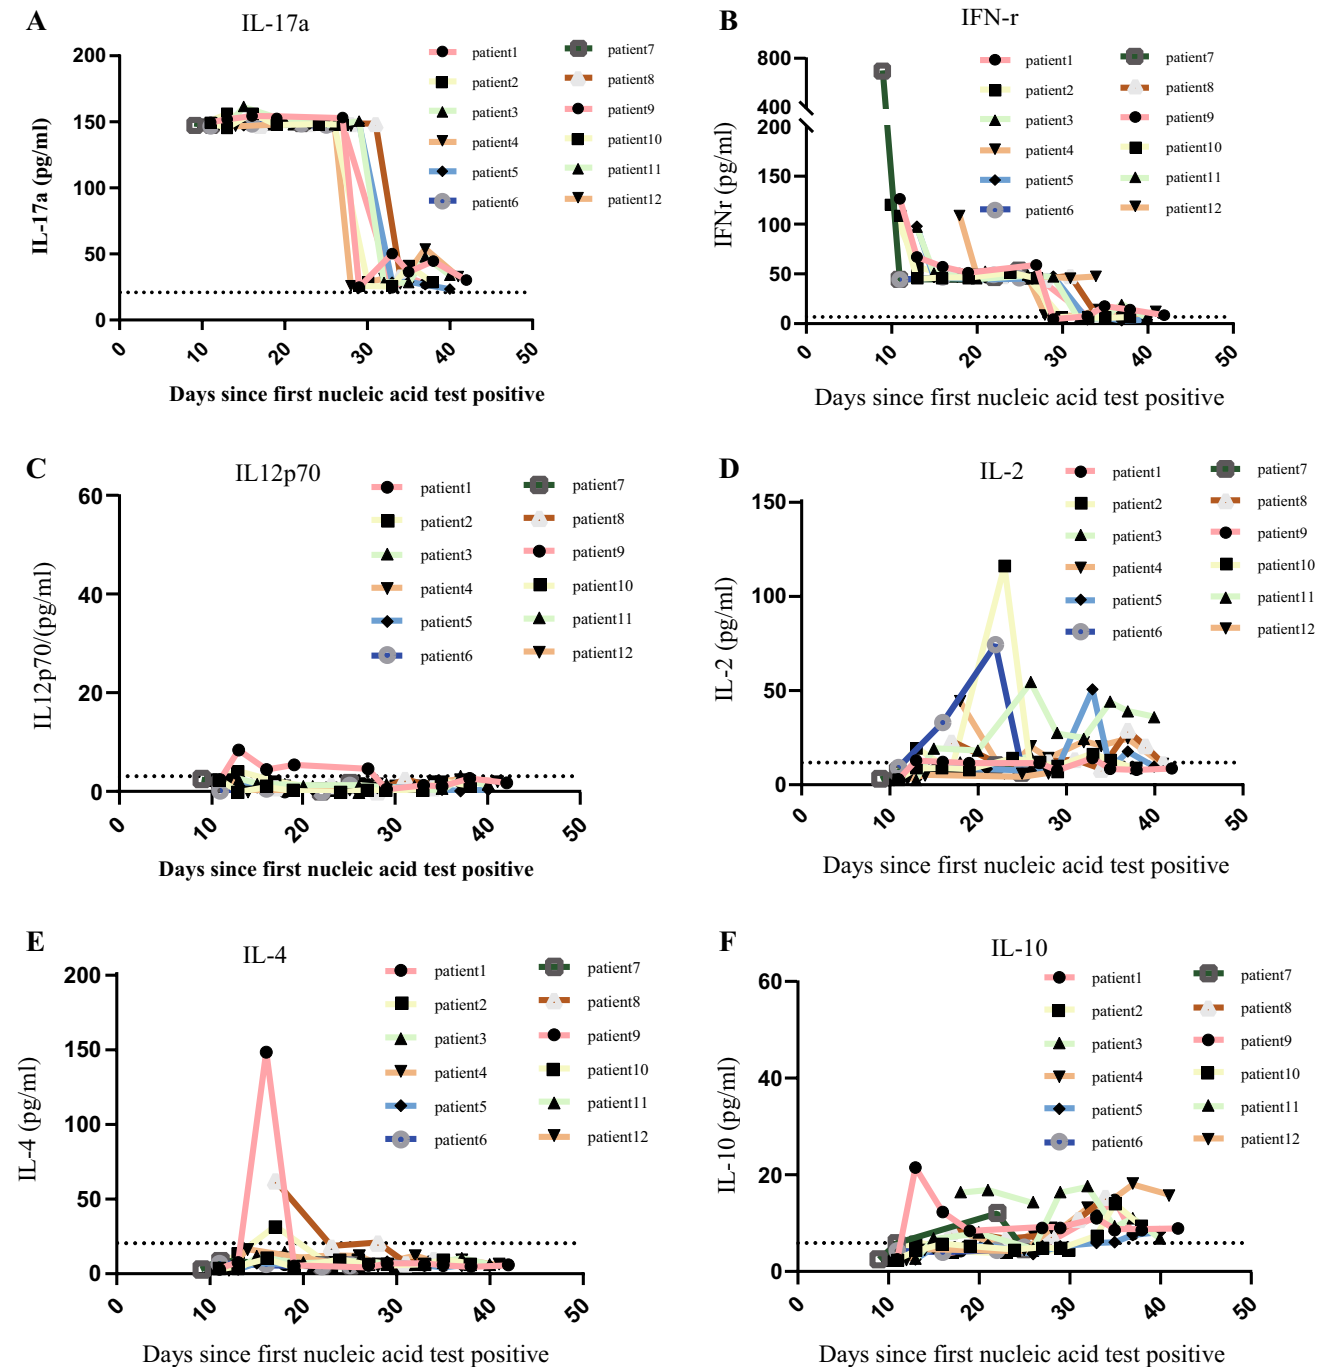 A
IL-17a
IL-17a (pg/ml)
200
150
100
50
0
0
10
20
30
40
50
Days since first nucleic acid test positive
patient1
patient2
patient3
patient4
patient5
patient6
patient7
patient8
patient9
patient10
patient11
patient12
B
IFN-r
IFNr (pg/ml)
800
400
200
150
100
50
0
0
10
20
30
40
50
Days since first nucleic acid test positive
patient1
patient2
patient3
patient4
patient5
patient6
patient7
patient8
patient9
patient10
patient11
patient12
C
IL12p70
IL12p70/(pg/ml)
60
40
20
0
0
10
20
30
40
50
Days since first nucleic acid test positive
patient1
patient2
patient3
patient4
patient5
patient6
patient7
patient8
patient9
patient10
patient11
patient12
D
IL-2
IL-2 (pg/ml)
150
100
50
0
0
10
20
30
40
50
Days since first nucleic acid test positive
patient1
patient2
patient3
patient4
patient5
patient6
patient7
patient8
patient9
patient10
patient11
patient12
E
IL-4
IL-4 (pg/ml)
200
150
100
50
0
0
10
20
30
40
50
Days since first nucleic acid test positive
patient1
patient2
patient3
patient4
patient5
patient6
patient7
patient8
patient9
patient10
patient11
patient12
F
IL-10
IL-10 (pg/ml)
60
40
20
0
0
10
20
30
40
50
Days since first nucleic acid test positive
patient1
patient2
patient3
patient4
patient5
patient6
patient7
patient8
patient9
patient10
patient11
patient12